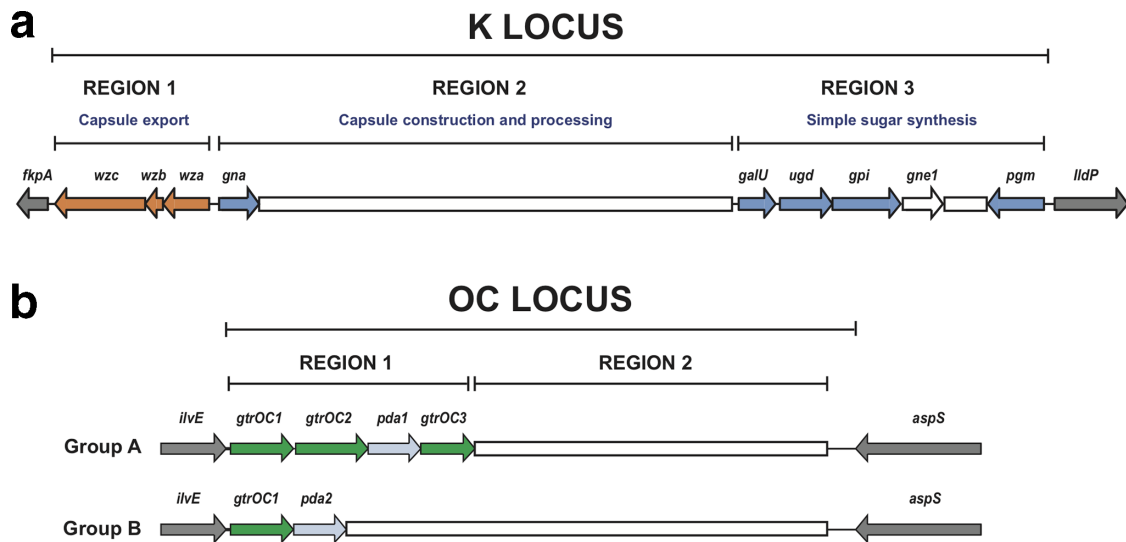 a
K LOCUS
REGION 1 REGION 2 REGION 3
Capsule export Capsule construction and processing Simple sugar synthesis
fkpA wzc wzb wza gna galU ugd gpi gne1 pgm lldP
b
OC LOCUS
REGION 1 REGION 2
ilvE gtrOC1 gtrOC2 pda1 gtrOC3 aspS
Group A
ilvE gtrOC1 pda2 aspS
Group B